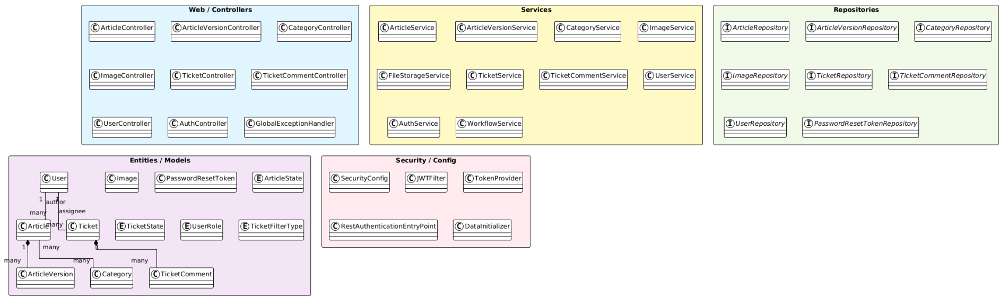 Web / Controllers
C ArticleController
C ArticleVersionController
C CategoryController
C ImageController
C TicketController
C TicketCommentController
C UserController
C AuthController
C GlobalExceptionHandler
Services
C ArticleService
C ArticleVersionService
C CategoryService
C ImageService
C FileStorageService
C TicketService
C TicketCommentService
C UserService
C AuthService
C WorkflowService
Repositories
I ArticleRepository
I ArticleVersionRepository
I CategoryRepository
I ImageRepository
I TicketRepository
I TicketCommentRepository
I UserRepository
I PasswordResetTokenRepository
Entities / Models
C User
C Image
C PasswordResetToken
E ArticleState
1
author
many
1
assignee
many
C Article
C Ticket
E TicketState
E UserRole
E TicketFilterType
1
many
many
many
1
many
C ArticleVersion
C Category
C TicketComment
Security / Config
C SecurityConfig
C JWTFilter
C TokenProvider
C RestAuthenticationEntryPoint
C DataInitializer